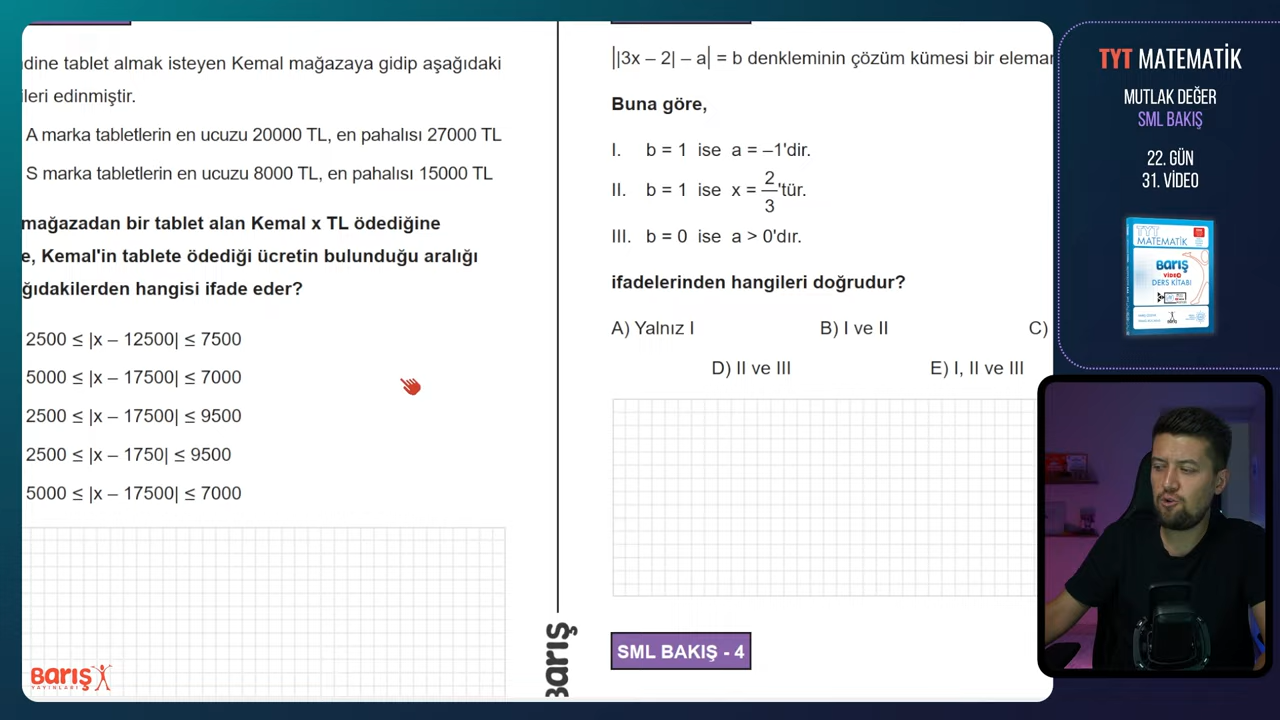 dine tablet almak isteyen Kemal mağazaya gidip aşağıdaki
ileri edinmiştir.
A marka tabletlerin en ucuzu 20000 TL, en pahalısı 27000 TL
S marka tabletlerin en ucuzu 8000 TL, en pahalısı 15000 TL
mağazadan bir tablet alan Kemal x TL ödediğine
e, Kemal'in tablete ödediği ücretin bulunduğu aralığı
ğıdakilerden hangisi ifade eder?
2500 ≤ |x – 12500| ≤ 7500
5000 ≤ |x – 17500| ≤ 7000
2500 ≤ |x – 17500| ≤ 9500
2500 ≤ |x – 1750| ≤ 9500
5000 ≤ |x – 17500| ≤ 7000
BARIŞ
YAYINLARI
BARIŞ
||3x – 2| – a| = b denkleminin çözüm kümesi bir elema
Buna göre,
I. b = 1 ise a = –1'dir.
II. b = 1 ise x = 2/3'tür.
III. b = 0 ise a > 0'dır.
ifadelerinden hangileri doğrudur?
A) Yalnız I B) I ve II C)
D) II ve III E) I, II ve III
SML BAKIŞ - 4
TYT MATEMATİK
MUTLAK DEĞER
SML BAKIŞ
22. GÜN
31. VİDEO
TYT
MATEMATİK
BARIŞ
VİDEO
DERS KİTABI